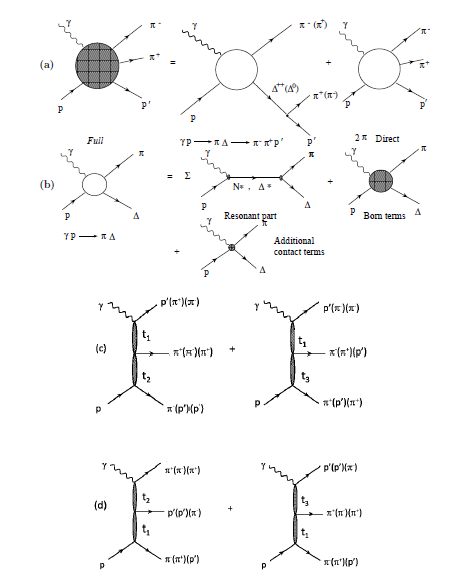 γ π⁻ γ π⁻(π⁺) γ π⁻
(a) π⁺ = + π⁺
Δ⁺⁺(Δ⁰) π⁺(π⁻)
p p' p p' p p'
Full γp → πΔ → π⁻π⁺p' 2π Direct
γ π γ π γ π
(b) = Σ N* , Δ* +
p Δ p Δ p Δ
γp → πΔ Resonant part Born terms
+ γ π Additional
contact terms
p Δ
γ p'(π⁺)(π⁻) γ p'(π⁻)(π⁻)
t₁ t₁
(c) π⁺(π⁻)(π⁺) + π⁻(π⁺)(p')
t₂ t₃
p π⁻(p')(p') p π⁺(p')(π⁺)
γ π⁺(π⁻)(π⁺) γ p'(p')(π⁻)
t₂ t₃
(d) p'(p')(π⁻) + π⁺(π⁻)(π⁺)
t₁ t₁
p π⁻(π⁺)(p') p π⁻(π⁺)(p')